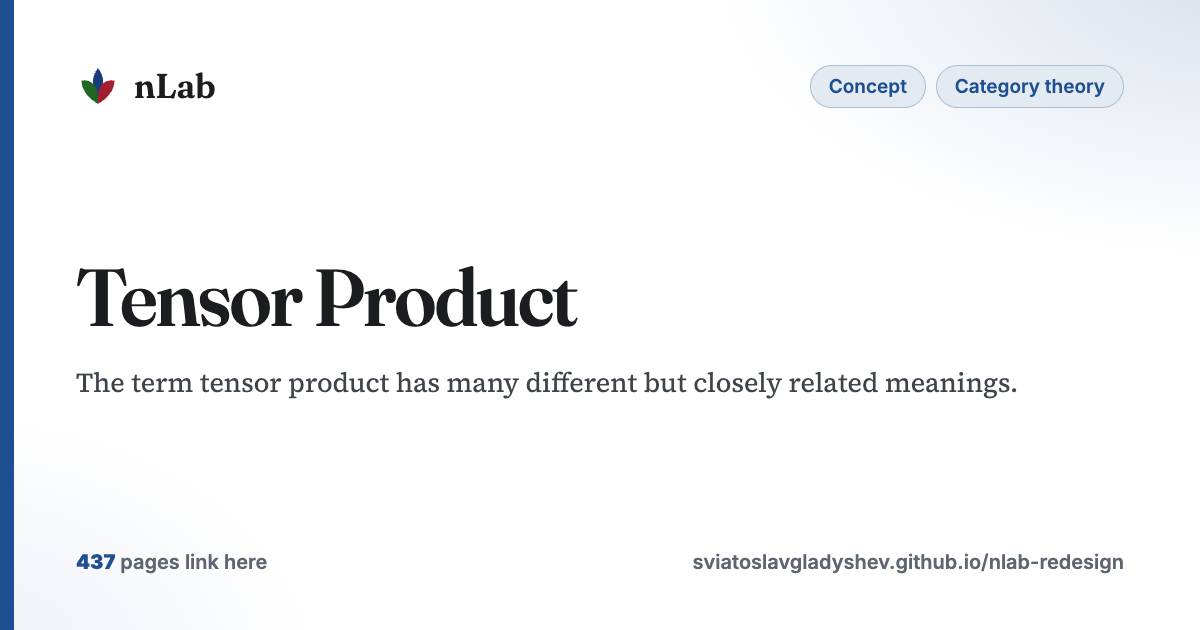 nLab
Concept
Category theory
Tensor Product
The term tensor product has many different but closely related meanings.
437 pages link here
sviatoslavgladyshev.github.io/nlab-redesign